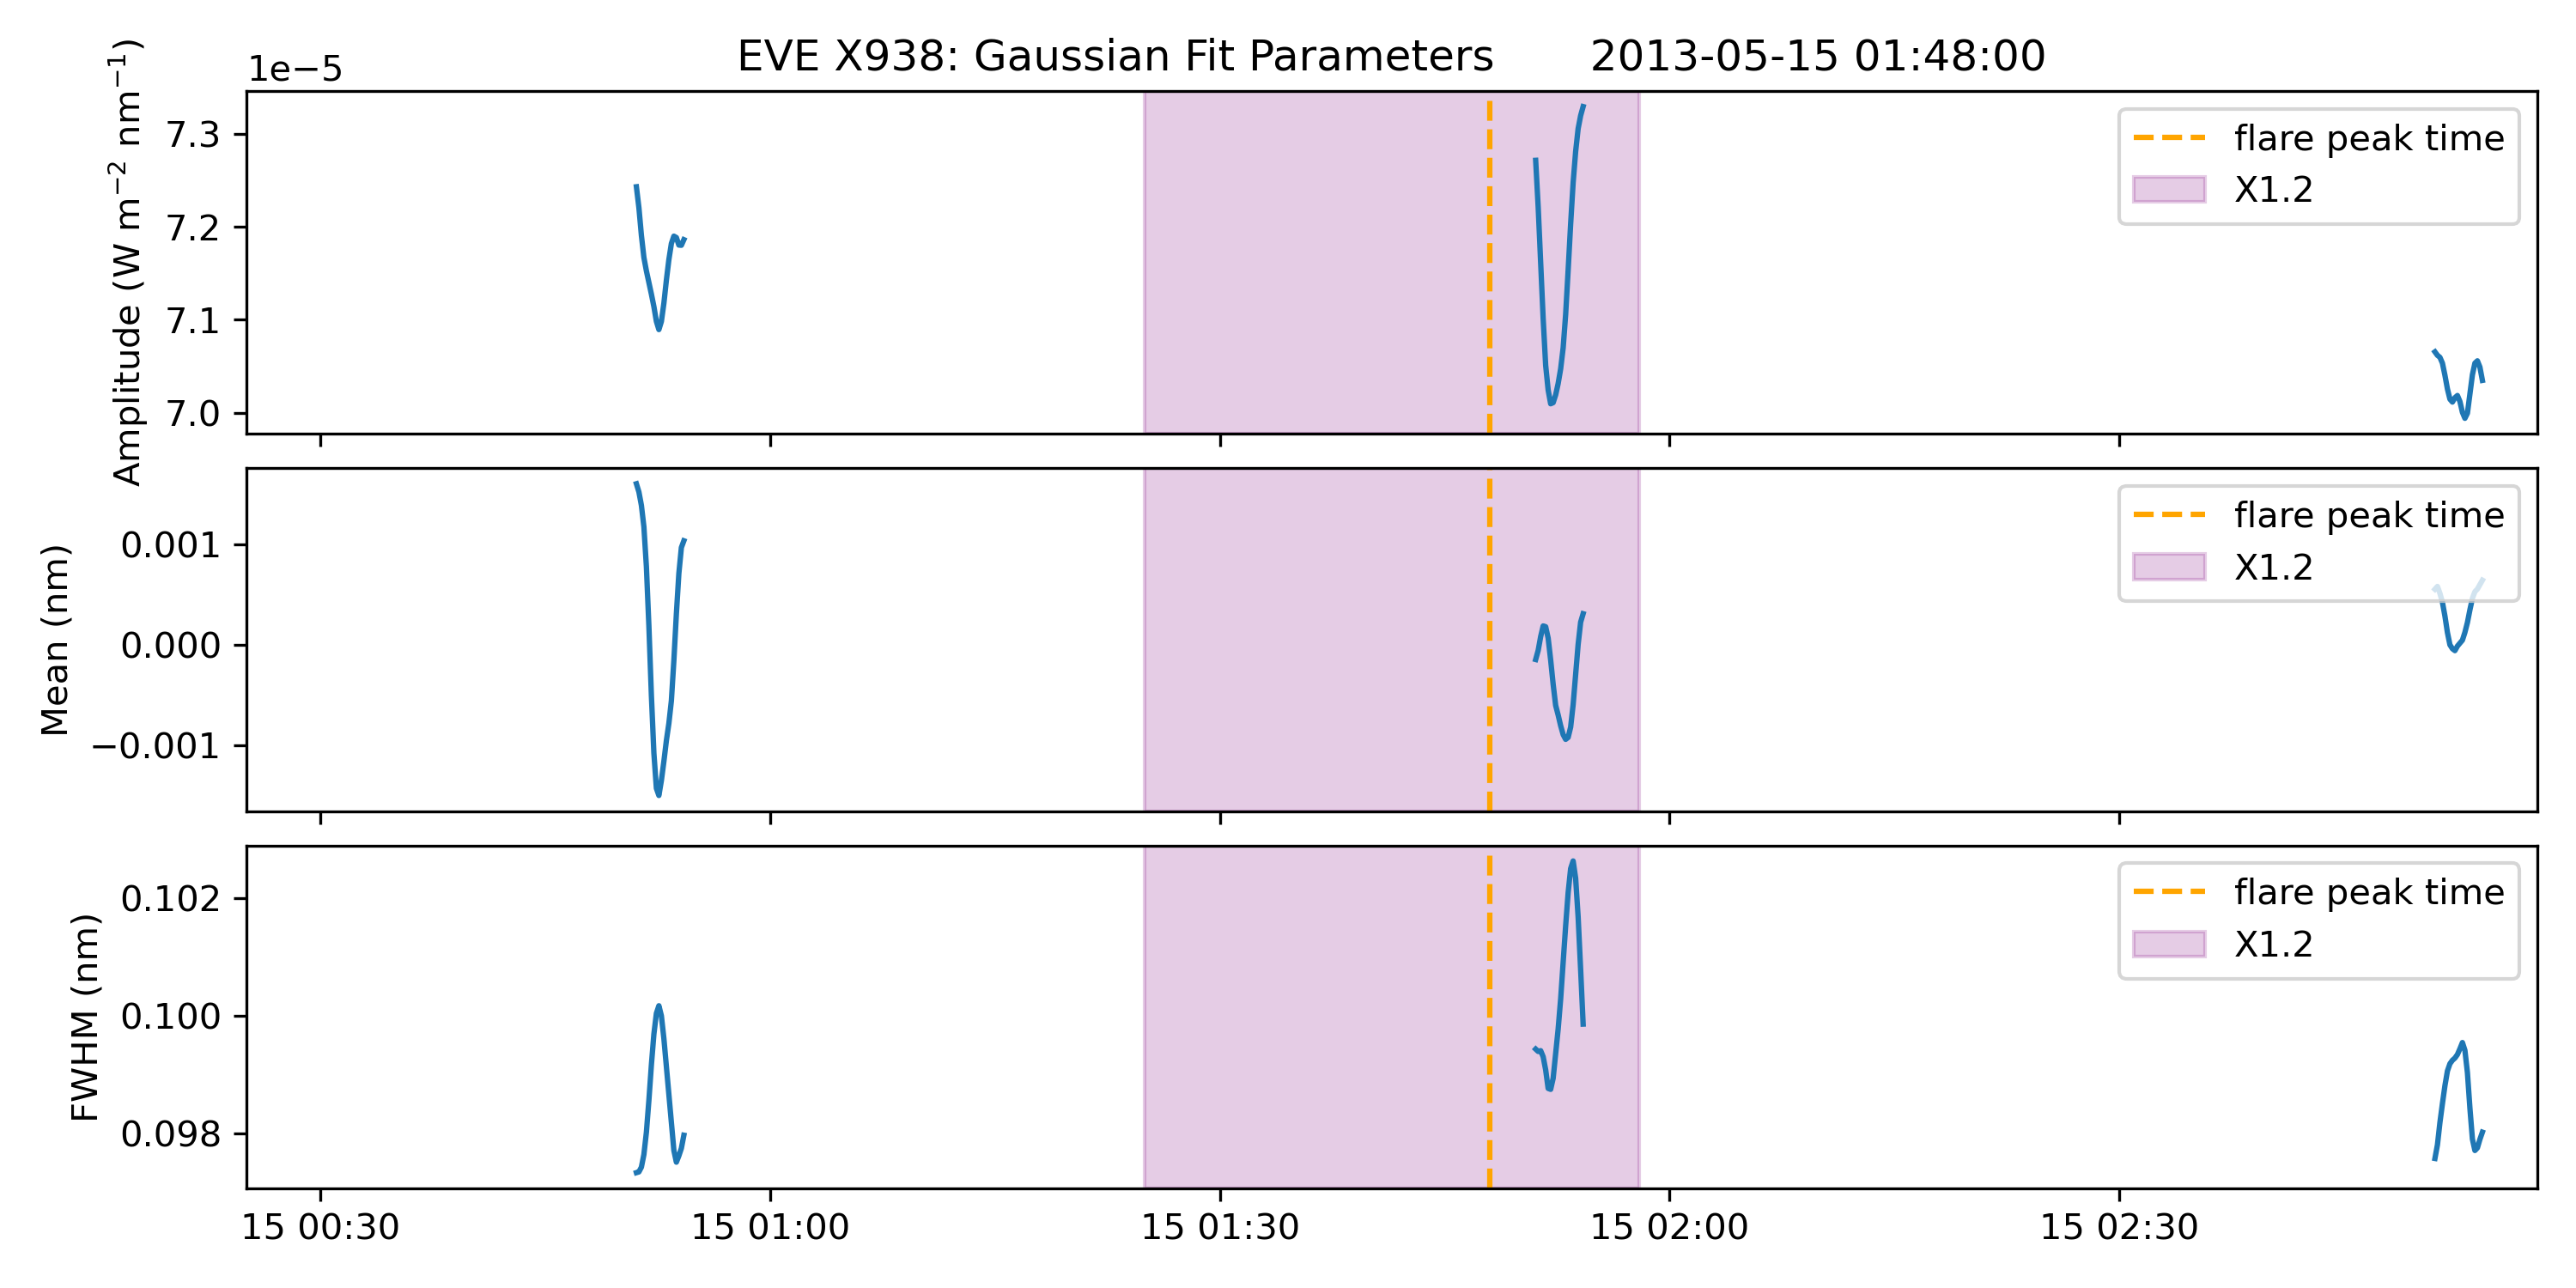 EVE X938: Gaussian Fit Parameters 2013-05-15 01:48:00
1e−5
Amplitude (W m−2 nm−1)
7.3
7.2
7.1
7.0
flare peak time
X1.2
Mean (nm)
0.001
0.000
−0.001
flare peak time
X1.2
FWHM (nm)
0.102
0.100
0.098
flare peak time
X1.2
15 00:30
15 01:00
15 01:30
15 02:00
15 02:30